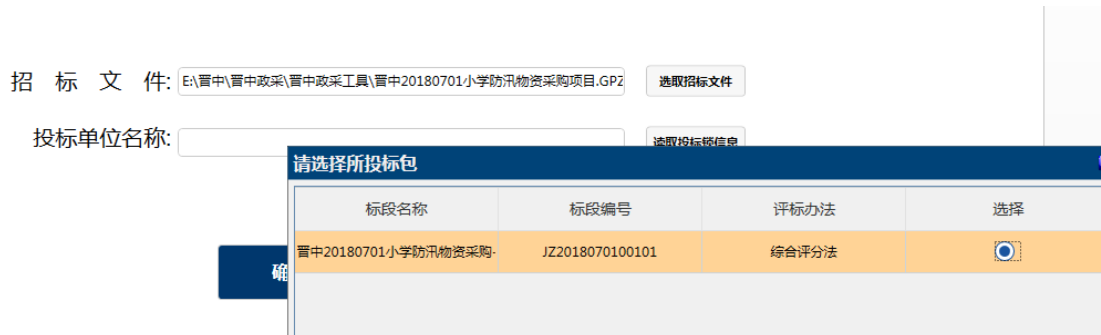 招 标 文 件: E:\晋中\晋中政采\晋中政采工具\晋中20180701小学防汛物资采购项目.GPZ 选取招标文件
投标单位名称: 读取投标锁信息
请选择所投标包
标段名称 标段编号 评标办法 选择
晋中20180701小学防汛物资采购- JZ2018070100101 综合评分法
确